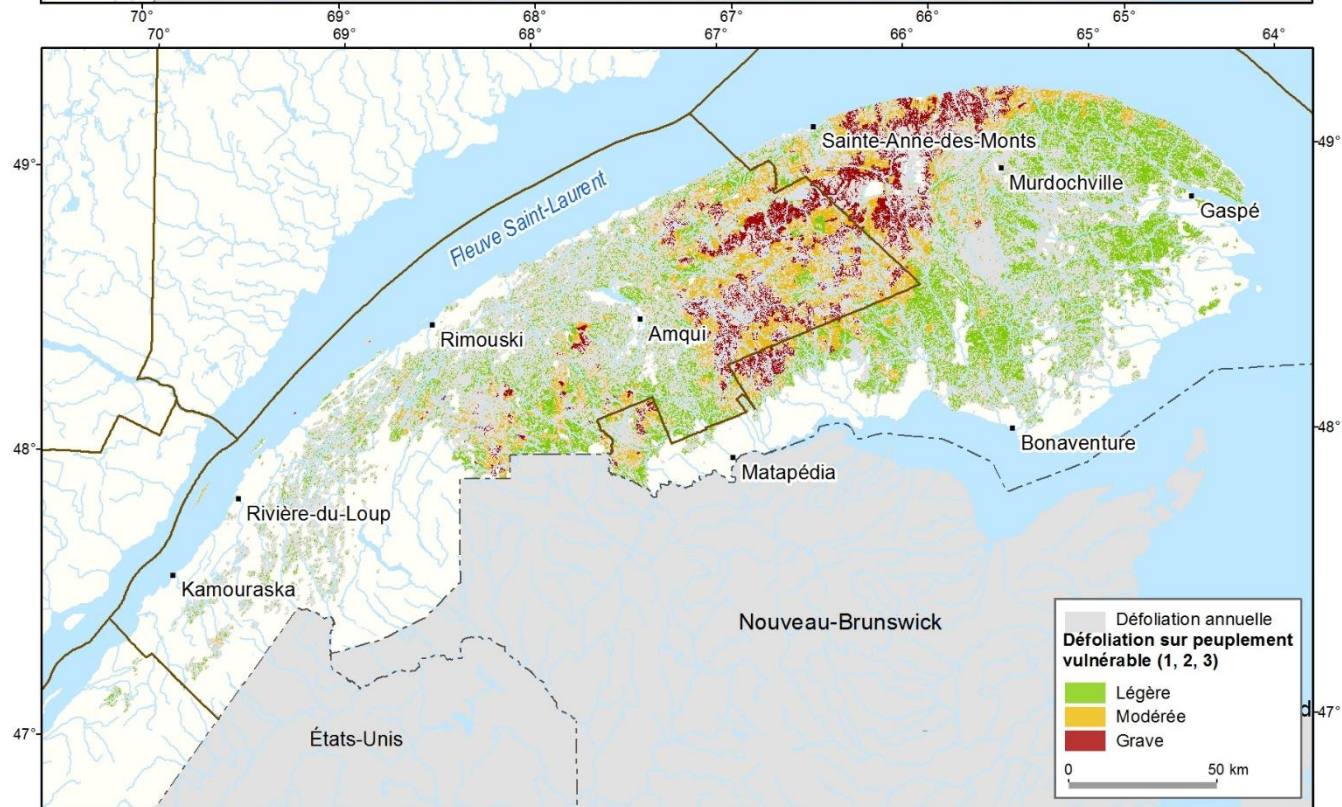 70° 69° 68° 67° 66° 65°
70° 69° 68° 67° 66° 65° 64°
49° 49°
48° 48°
47° 47°
Sainte-Anne-des-Monts
Murdochville
Gaspé
Fleuve Saint-Laurent
Rimouski
Amqui
Bonaventure
Matapédia
Rivière-du-Loup
Kamouraska
Nouveau-Brunswick
États-Unis
Défoliation annuelle
Défoliation sur peuplement
vulnérable (1, 2, 3)
Légère
Modérée
Grave
0 50 km
d